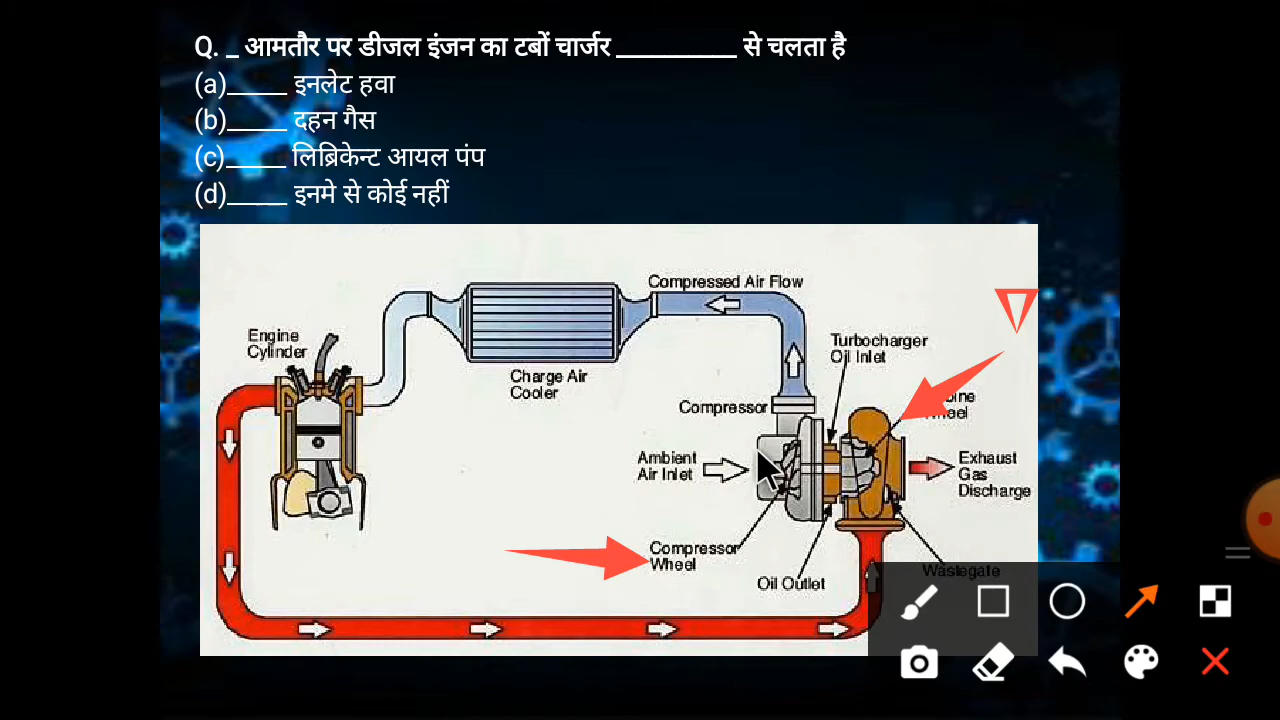 Q. _ आमतौर पर डीजल इंजन का टर्बो चार्जर __________ से चलता है
(a)_____ इनलेट हवा
(b)_____ दहन गैस
(c)_____ लिब्रिकेन्ट आयल पंप
(d)_____ इनमे से कोई नहीं
Compressed Air Flow
Engine
Cylinder
Turbocharger
Oil Inlet
Charge Air
Cooler
Compressor
Ambient
Air Inlet
Exhaust
Gas
Discharge
Compressor
Wheel
Oil Outlet
Wastegate